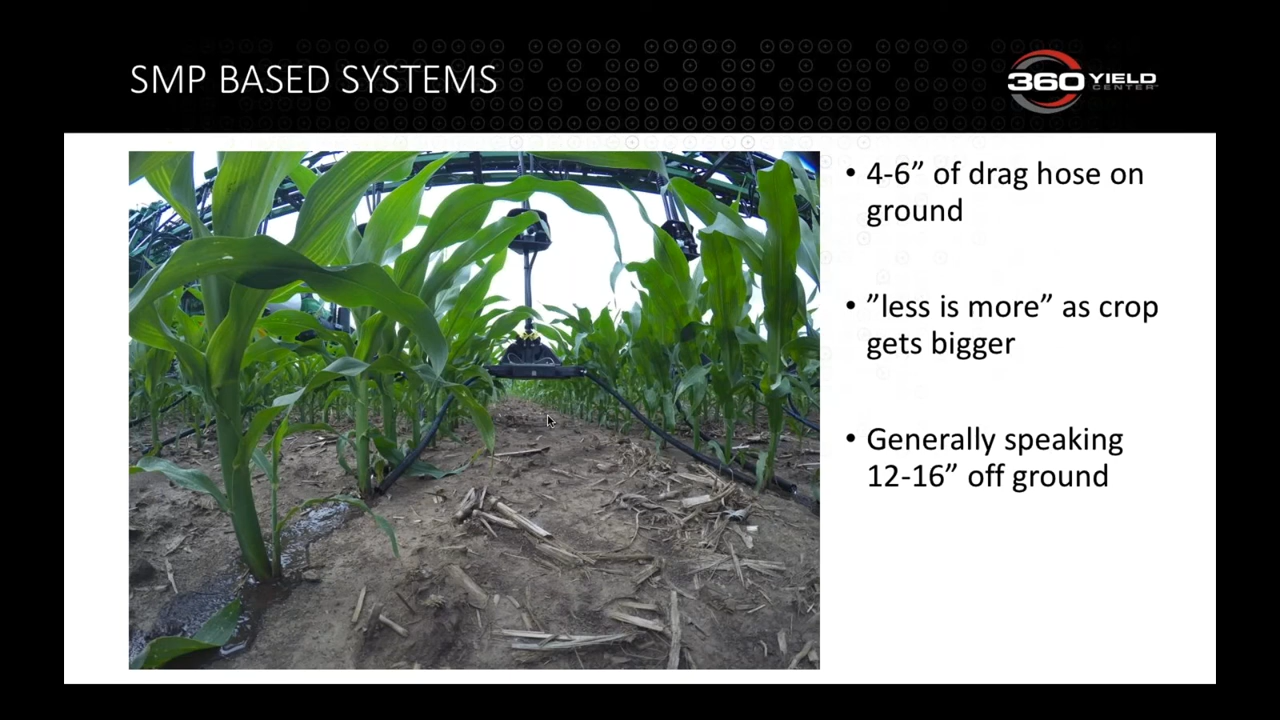 SMP BASED SYSTEMS
360 YIELD
CENTER
• 4-6” of drag hose on
ground
• ”less is more” as crop
gets bigger
• Generally speaking
12-16” off ground